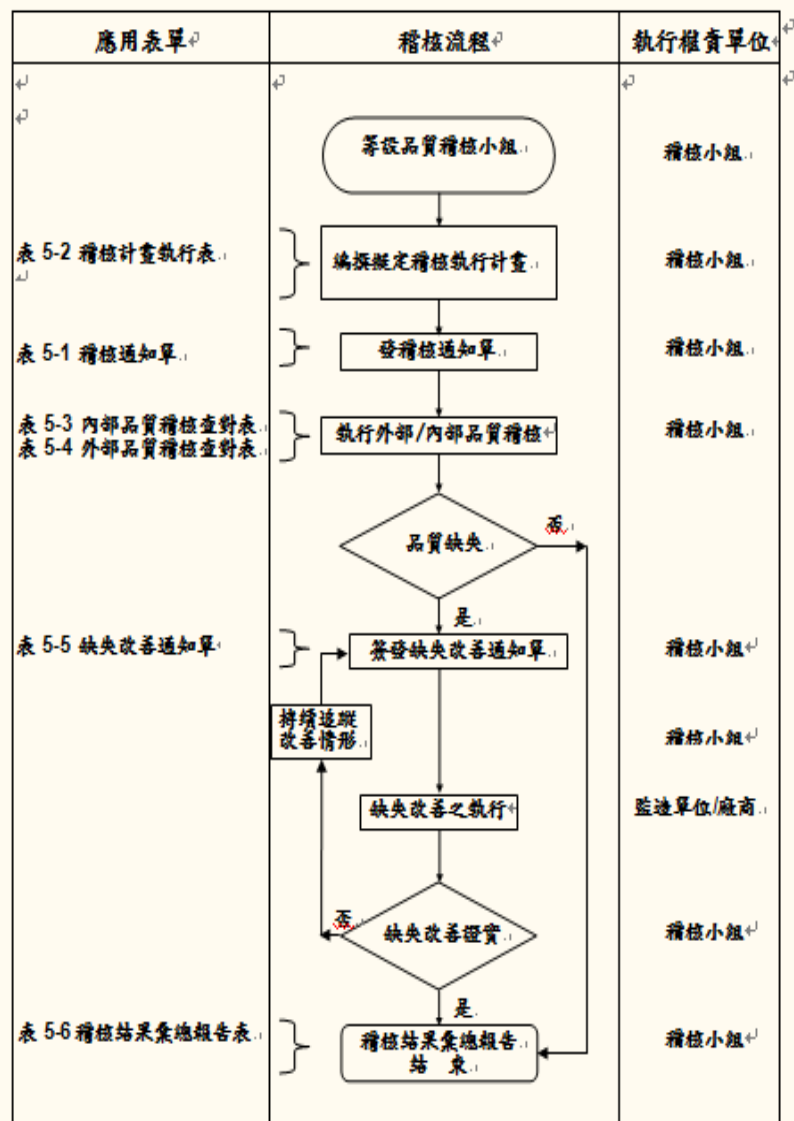 應用表單
稽核流程
執行權責單位
籌設品質稽核小組
稽核小組
表 5-2 稽核計畫執行表
編撰擬定稽核執行計畫
稽核小組
表 5-1 稽核通知單
發稽核通知單
稽核小組
表 5-3 內部品質稽核查對表
表 5-4 外部品質稽核查對表
執行外部/內部品質稽核
稽核小組
品質缺失
否
是
表 5-5 缺失改善通知單
簽發缺失改善通知單
稽核小組
持續追蹤
改善情形
稽核小組
缺失改善之執行
監造單位/廠商
否
缺失改善證實
稽核小組
是
表 5-6 稽核結果彙總報告表
稽核結果彙總報告
結 束
稽核小組